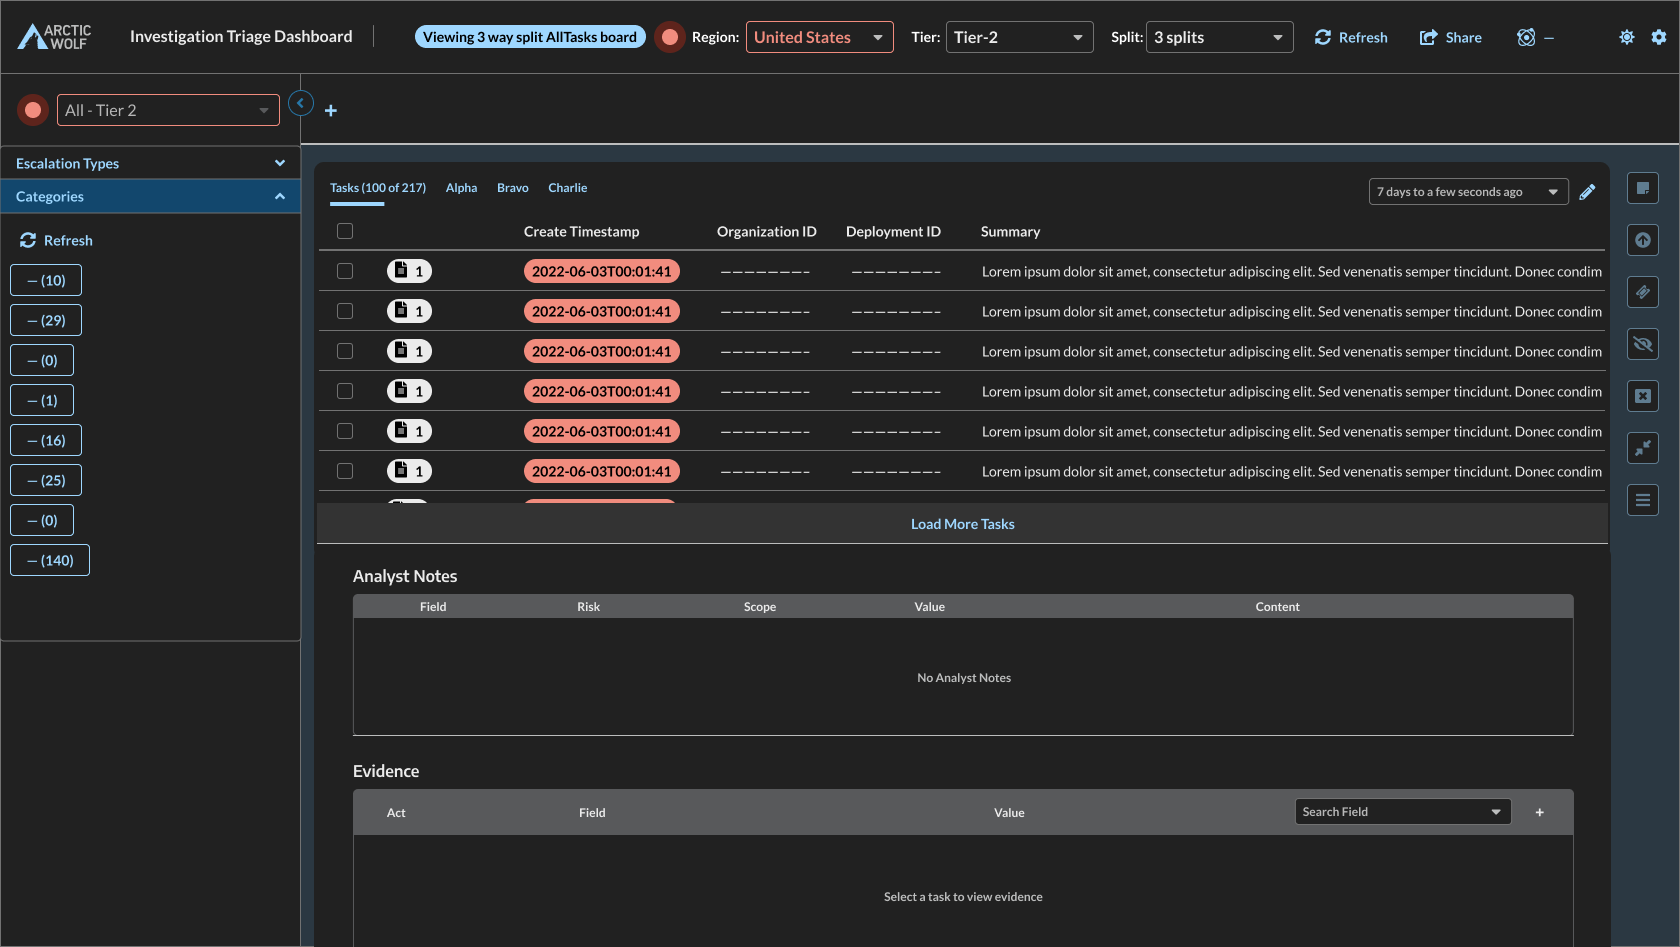 ARCTIC
WOLF
Investigation Triage Dashboard
Viewing 3 way split AllTasks board
Region: United States
Tier: Tier-2
Split: 3 splits
Refresh
Share
—
All - Tier 2
Escalation Types
Categories
Refresh
— (10)
— (29)
— (0)
— (1)
— (16)
— (25)
— (0)
— (140)
Tasks (100 of 217) Alpha Bravo Charlie
7 days to a few seconds ago
Create Timestamp Organization ID Deployment ID Summary
1 2022-06-03T00:01:41 ———————— ———————— Lorem ipsum dolor sit amet, consectetur adipiscing elit. Sed venenatis semper tincidunt. Donec condim
1 2022-06-03T00:01:41 ———————— ———————— Lorem ipsum dolor sit amet, consectetur adipiscing elit. Sed venenatis semper tincidunt. Donec condim
1 2022-06-03T00:01:41 ———————— ———————— Lorem ipsum dolor sit amet, consectetur adipiscing elit. Sed venenatis semper tincidunt. Donec condim
1 2022-06-03T00:01:41 ———————— ———————— Lorem ipsum dolor sit amet, consectetur adipiscing elit. Sed venenatis semper tincidunt. Donec condim
1 2022-06-03T00:01:41 ———————— ———————— Lorem ipsum dolor sit amet, consectetur adipiscing elit. Sed venenatis semper tincidunt. Donec condim
1 2022-06-03T00:01:41 ———————— ———————— Lorem ipsum dolor sit amet, consectetur adipiscing elit. Sed venenatis semper tincidunt. Donec condim
Load More Tasks
Analyst Notes
Field Risk Scope Value Content
No Analyst Notes
Evidence
Act Field Value Search Field +
Select a task to view evidence